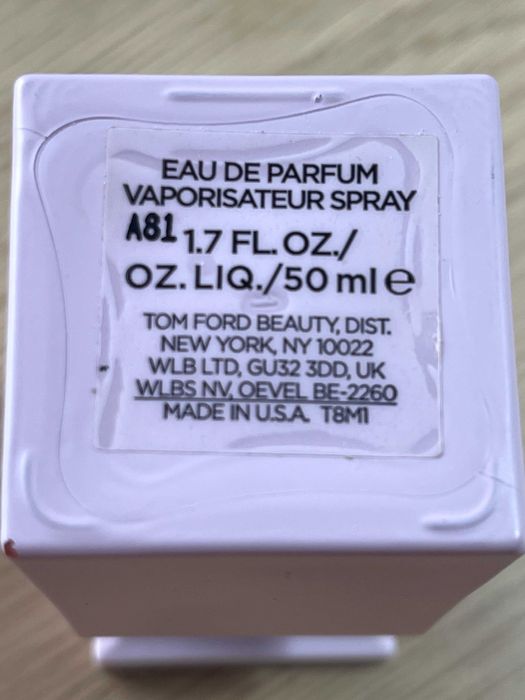 EAU DE PARFUM
VAPORISATEUR SPRAY
A81 1.7 FL. OZ./
OZ. LIQ./50 ml e
TOM FORD BEAUTY, DIST.
NEW YORK, NY 10022
WLB LTD, GU32 3DD, UK
WLBS NV, OEVEL BE-2260
MADE IN U.S.A. T8M1